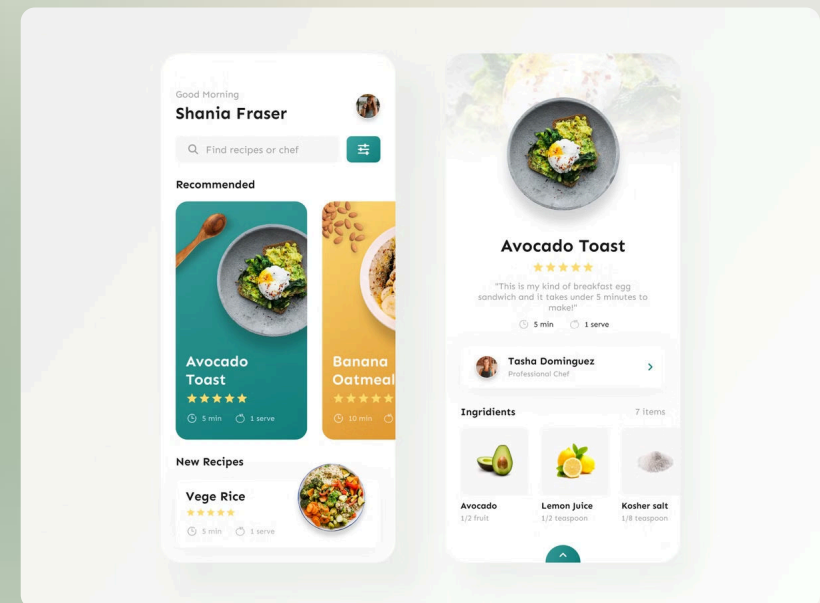 Good Morning
Shania Fraser
Find recipes or chef
Recommended
Avocado
Toast
5 min 1 serve
Banana
Oatmeal
10 min
New Recipes
Vege Rice
5 min 1 serve
Avocado Toast
"This is my kind of breakfast egg
sandwich and it takes under 5 minutes to
make!"
5 min 1 serve
Tasha Dominguez
Professional Chef
Ingridients 7 items
Avocado
1/2 fruit
Lemon Juice
1/2 teaspoon
Kosher salt
1/8 teaspoon